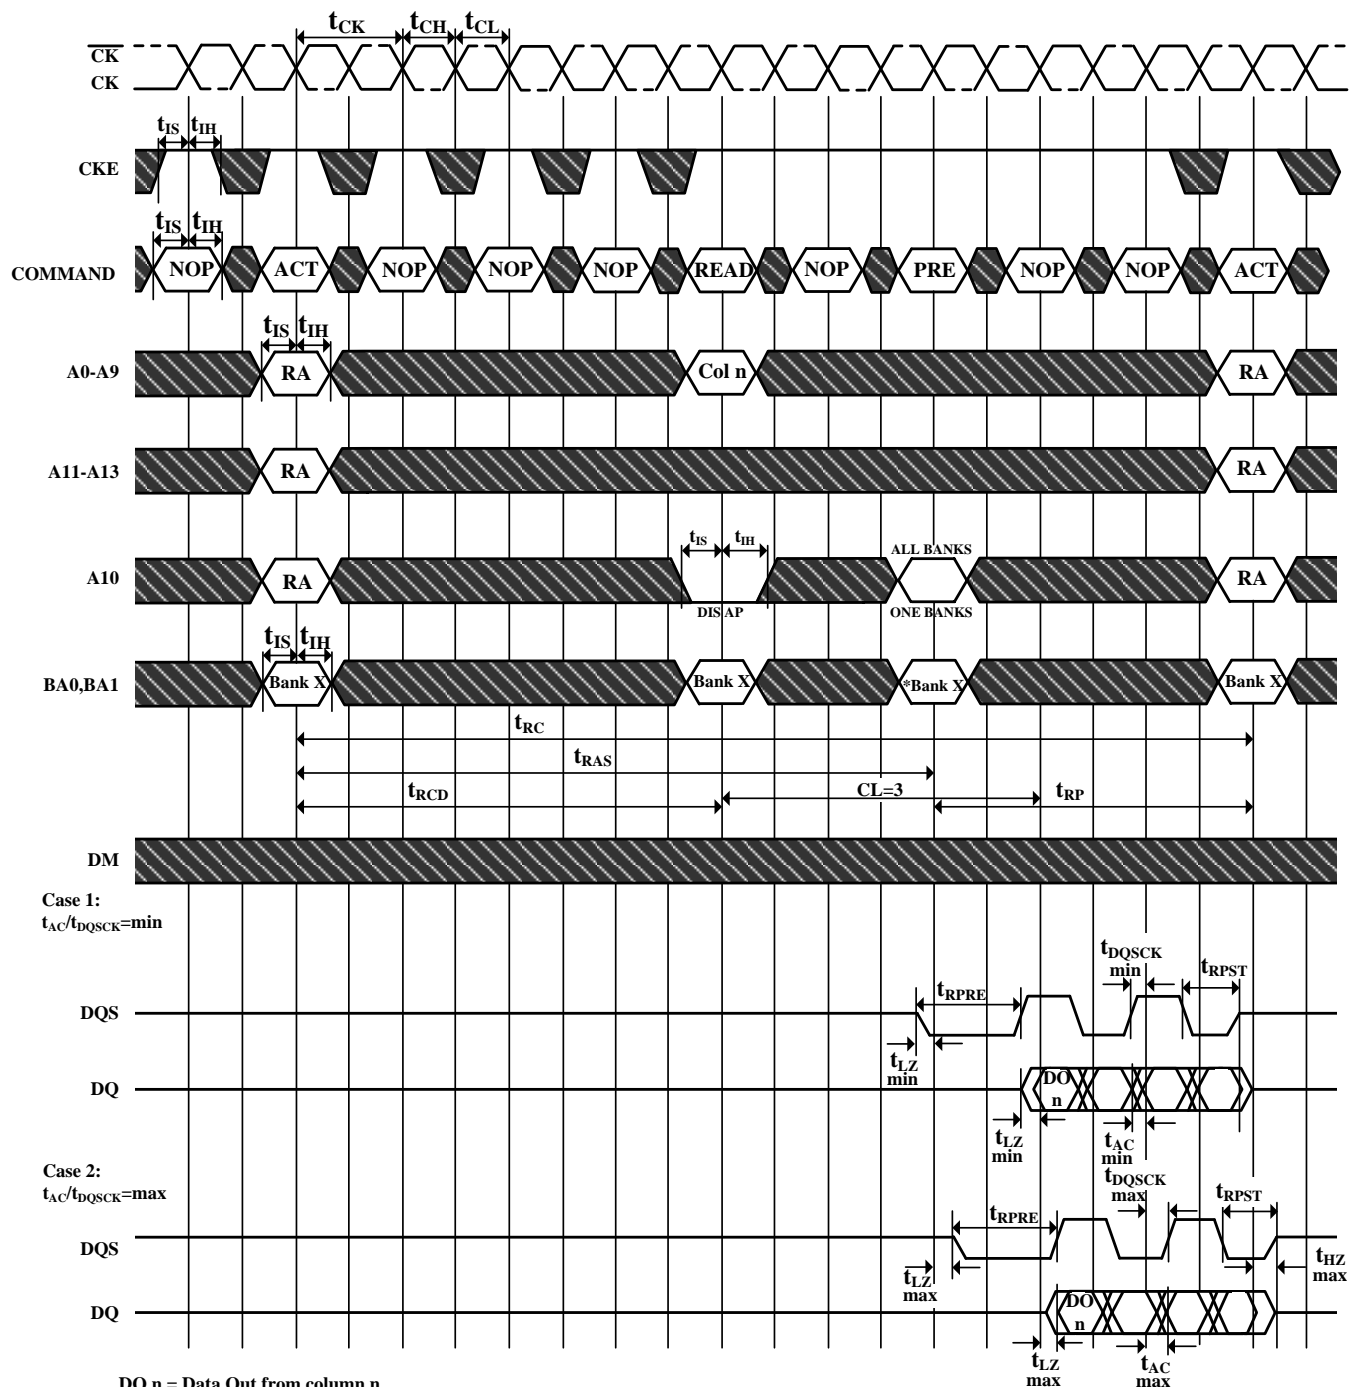 tCK tCH tCL
CK
CK
tIS tIH
CKE
tIS tIH
COMMAND NOP ACT NOP NOP NOP READ NOP PRE NOP NOP ACT
tIS tIH
A0-A9 RA Col n RA
A11-A13 RA RA
tIS tIH ALL BANKS
A10 RA RA
DIS AP ONE BANKS
tIS tIH
BA0,BA1 Bank X Bank X *Bank X Bank X
tRC
tRAS
tRCD CL=3 tRP
DM
Case 1:
tAC/tDQSCK=min
tDQSCK
min
tRPST
tRPRE
DQS
tLZ
min
DQ DO
n
tLZ
min
tAC
min
Case 2:
tAC/tDQSCK=max
tDQSCK
max
tRPST
tRPRE
DQS
tLZ
max
tHZ
max
DQ DO
n
tLZ
max
tAC
max
DO n = Data Out from column n